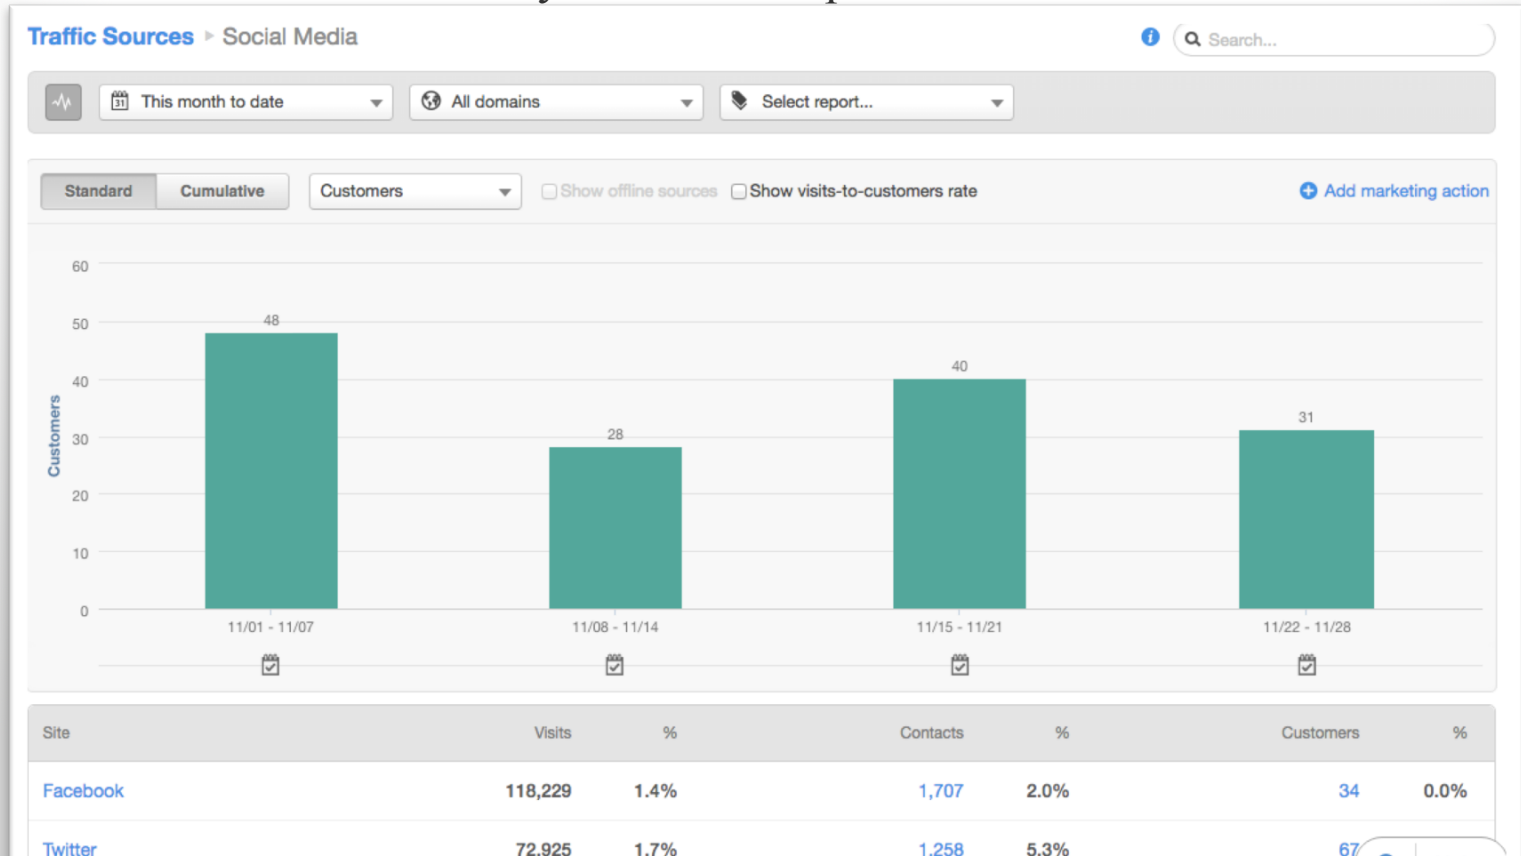 Traffic Sources ▸ Social Media
Search...
31 This month to date All domains Select report...
Standard Cumulative Customers Show offline sources Show visits-to-customers rate Add marketing action
60
50
40
30
20
10
0
Customers
48
28
40
31
11/01 - 11/07 11/08 - 11/14 11/15 - 11/21 11/22 - 11/28
Site Visits % Contacts % Customers %
Facebook 118,229 1.4% 1,707 2.0% 34 0.0%
Twitter 72,925 1.7% 1,258 5.3% 67